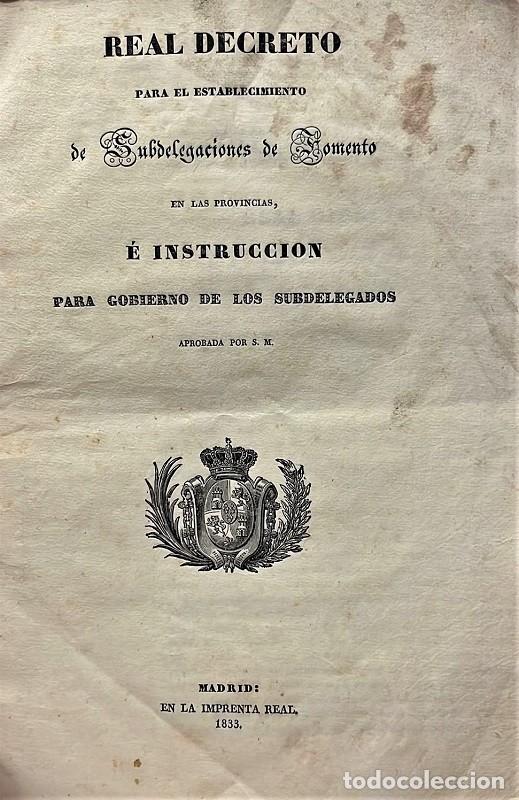 REAL DECRETO
PARA EL ESTABLECIMIENTO
de Subdelegaciones de Fomento
EN LAS PROVINCIAS,
É INSTRUCCION
PARA GOBIERNO DE LOS SUBDELEGADOS
APROBADA POR S. M.
MADRID:
EN LA IMPRENTA REAL.
1833.
todocoleccion